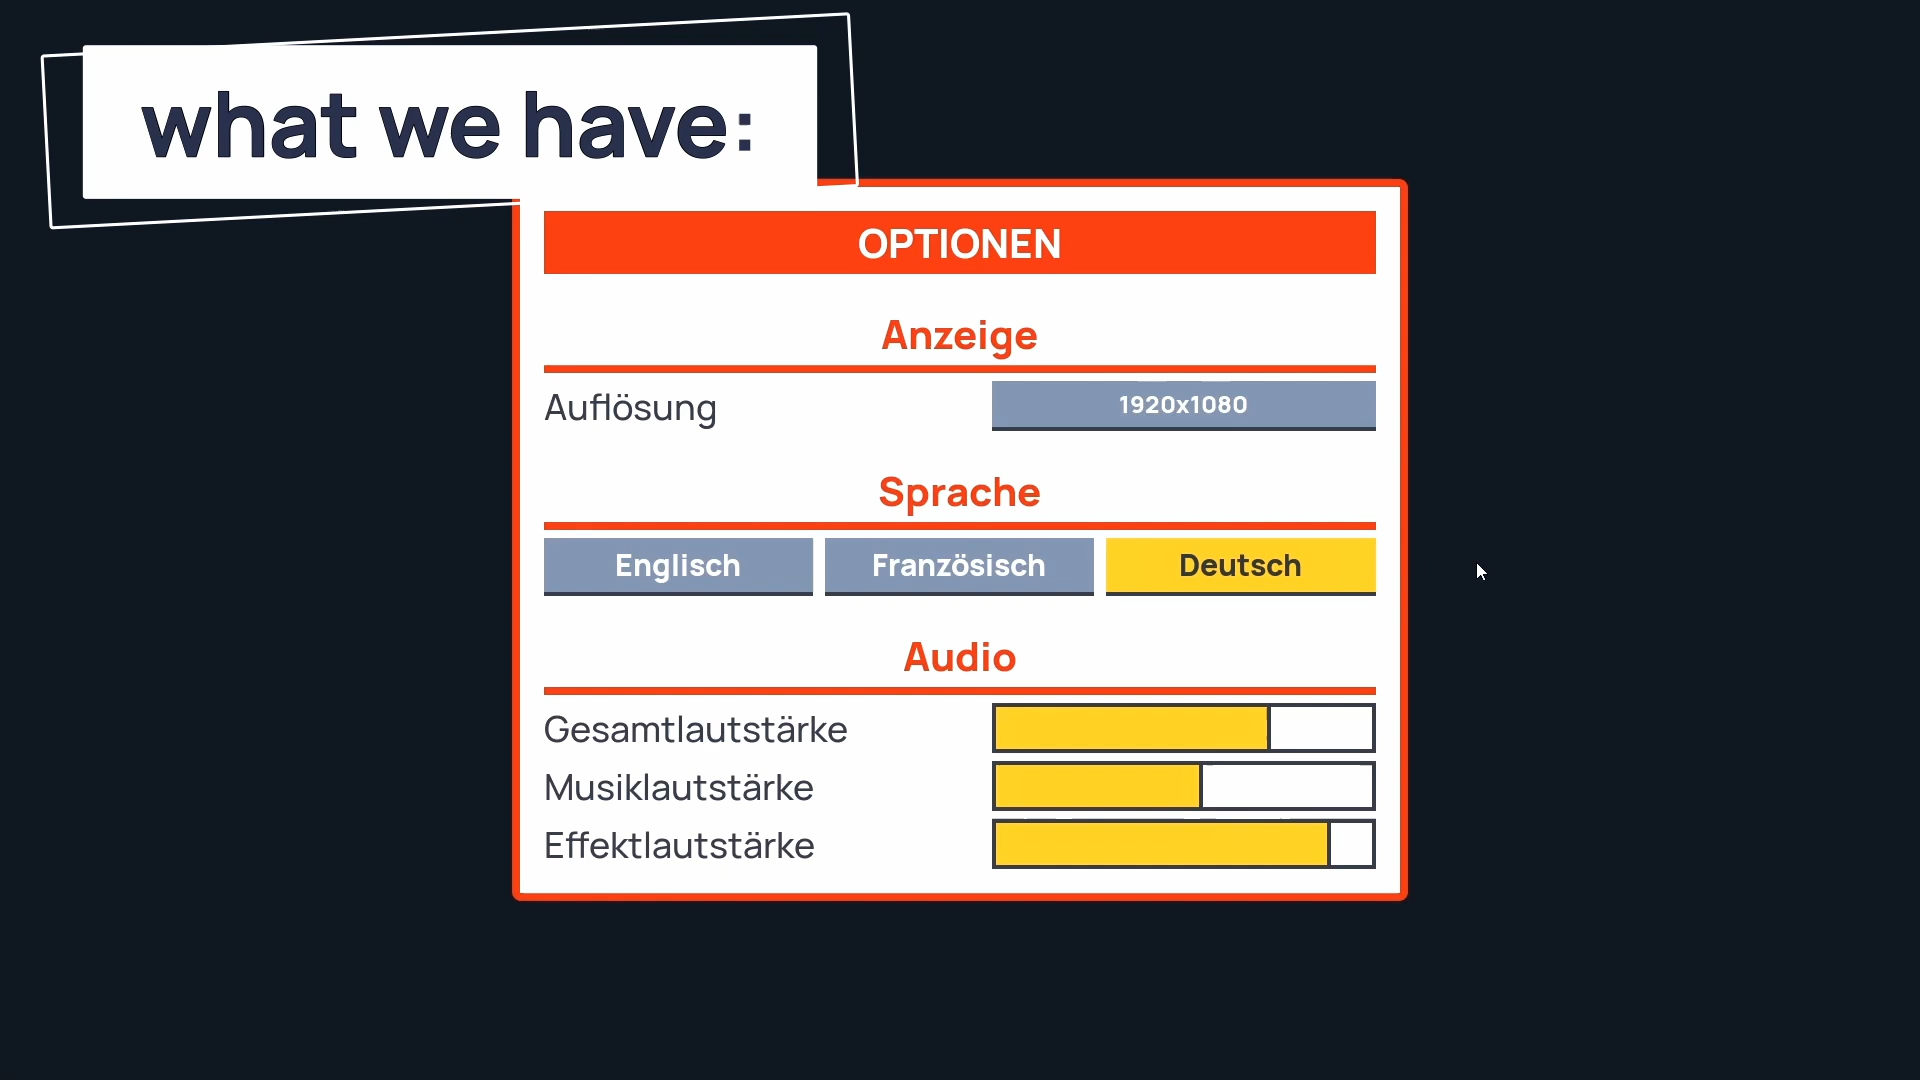 what we have:
OPTIONEN
Anzeige
Auflösung 1920x1080
Sprache
Englisch Französisch Deutsch
Audio
Gesamtlautstärke
Musiklautstärke
Effektlautstärke